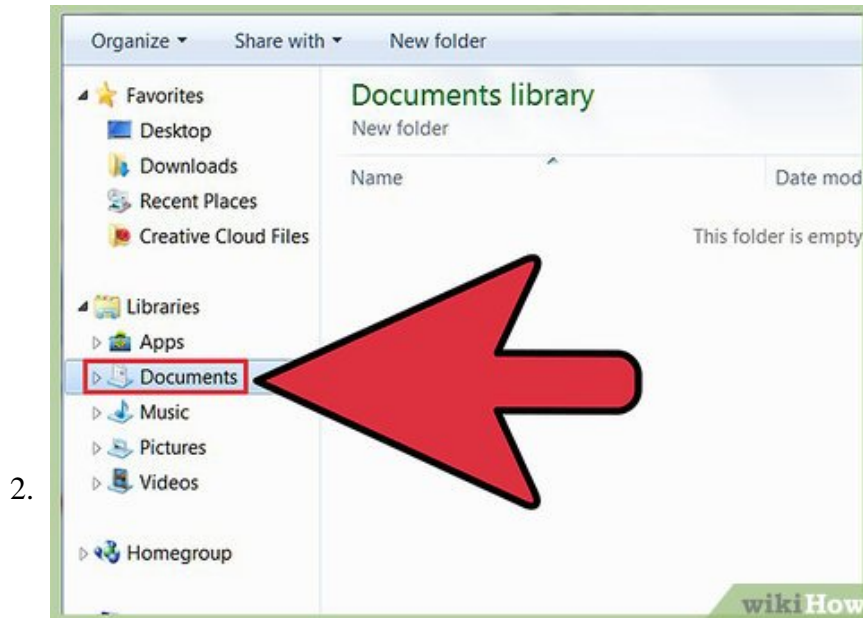 Organize Share with New folder
Favorites
Desktop
Downloads
Recent Places
Creative Cloud Files
Libraries
Apps
Documents
Music
Pictures
Videos
Homegroup
Documents library
New folder
Name Date mod
This folder is empty
2.
wikiHow